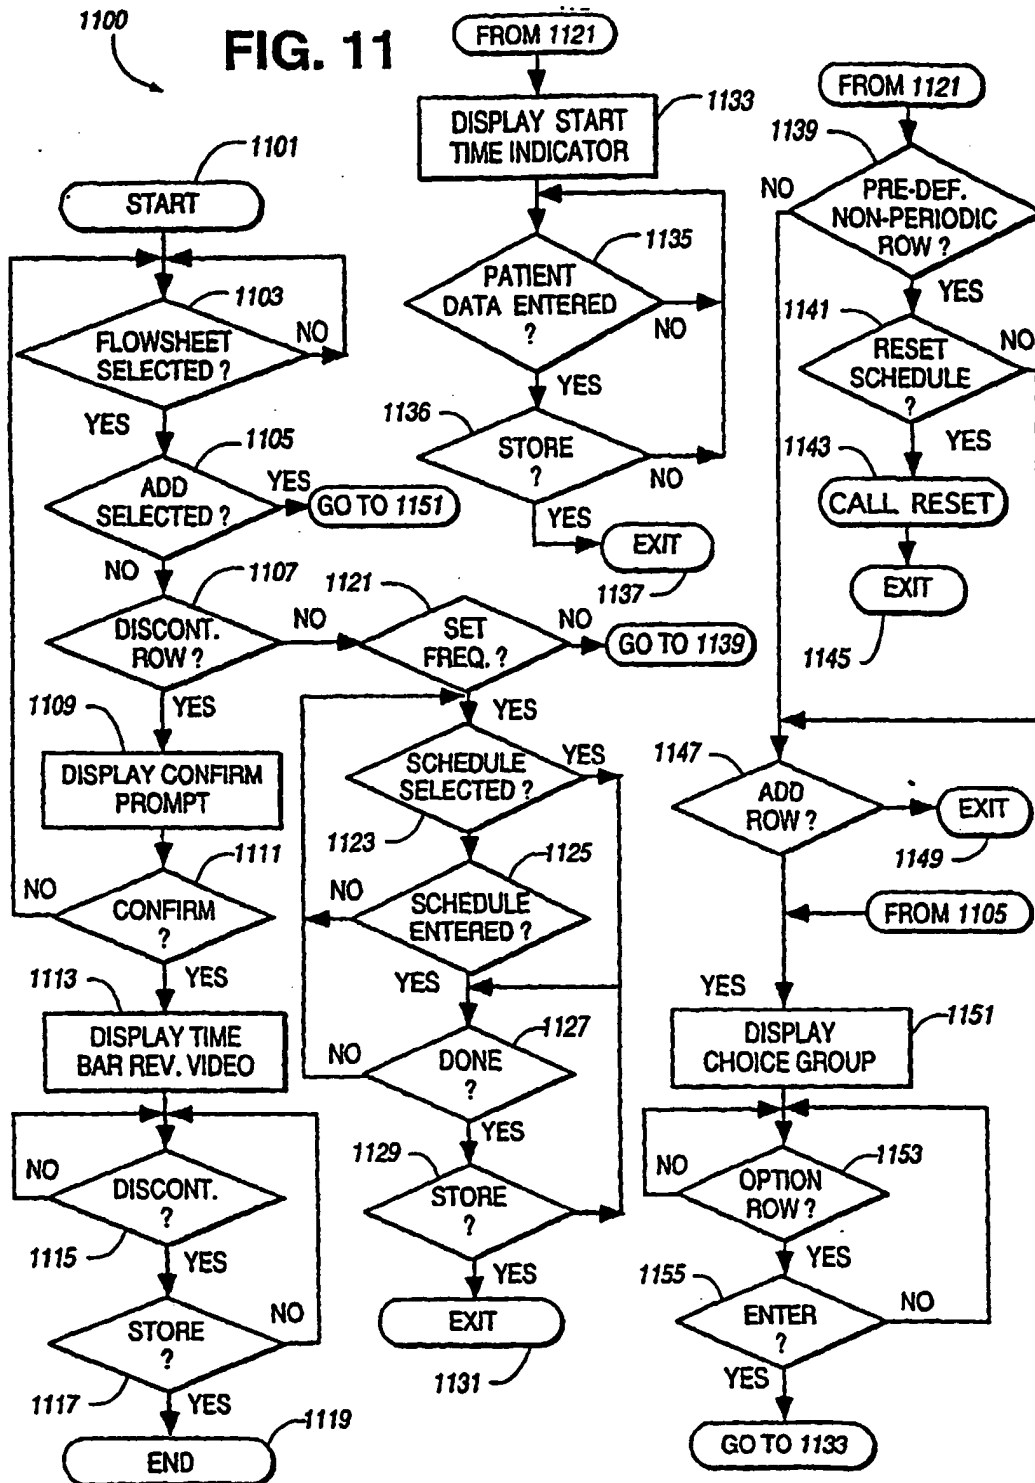 1100
FIG. 11
1101
START
1103
FLOWSHEET
SELECTED ?
NO
YES
1105
ADD
SELECTED ?
YES
GO TO 1151
NO
1107
DISCONT.
ROW ?
NO
YES
1109
DISPLAY CONFIRM
PROMPT
1111
NO
CONFIRM
?
YES
1113
DISPLAY TIME
BAR REV. VIDEO
NO
DISCONT.
?
1115
YES
STORE
?
NO
1117
YES
1119
END
FROM 1121
1133
DISPLAY START
TIME INDICATOR
1135
PATIENT
DATA ENTERED
?
NO
YES
1136
STORE
?
NO
YES
EXIT
1137
1121
SET
FREQ. ?
NO
GO TO 1139
YES
SCHEDULE
SELECTED ?
YES
1123
1125
NO
SCHEDULE
ENTERED ?
YES
1127
NO
DONE
?
YES
1129
STORE
?
YES
EXIT
1131
FROM 1121
1139
NO
PRE-DEF.
NON-PERIODIC
ROW ?
YES
1141
RESET
SCHEDULE
?
NO
YES
1143
CALL RESET
EXIT
1145
1147
ADD
ROW ?
EXIT
1149
FROM 1105
YES
1151
DISPLAY
CHOICE GROUP
1153
NO
OPTION
ROW ?
YES
1155
ENTER
?
NO
YES
GO TO 1133